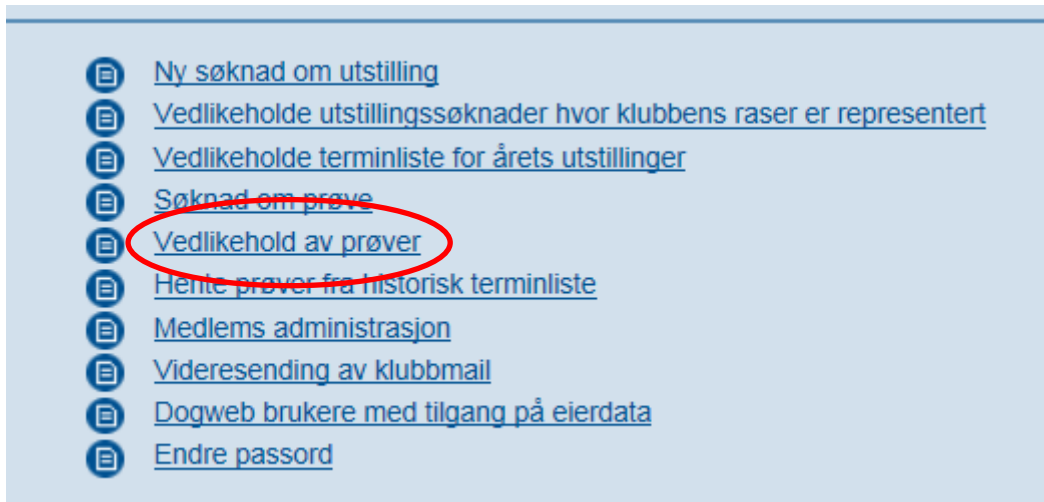 Ny søknad om utstilling
Vedlikeholde utstillingssøknader hvor klubbens raser er representert
Vedlikeholde terminliste for årets utstillinger
Søknad om prøve
Vedlikehold av prøver
Hente prøver fra historisk terminliste
Medlems administrasjon
Videresending av klubbmail
Dogweb brukere med tilgang på eierdata
Endre passord